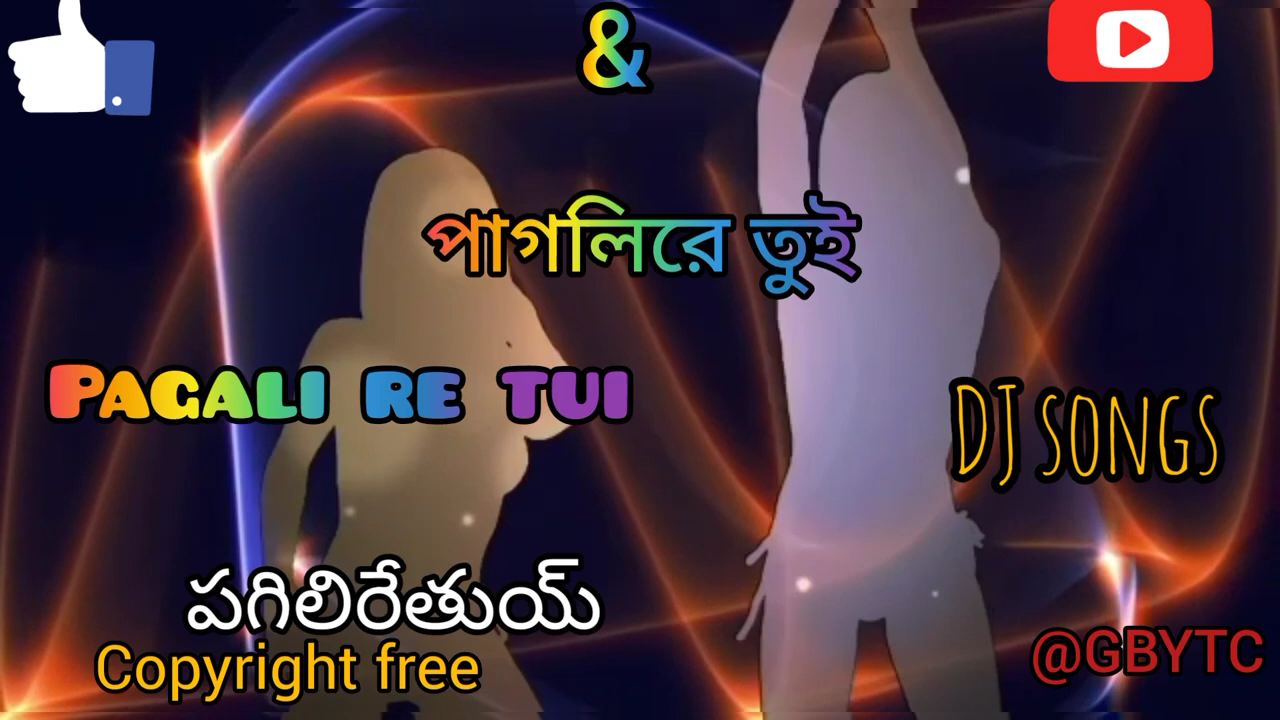 &
পাগলিরে তুই
PAGALI RE TUI
DJ SONGS
పగిలిరేతుయ్
Copyright free
@GBYTC